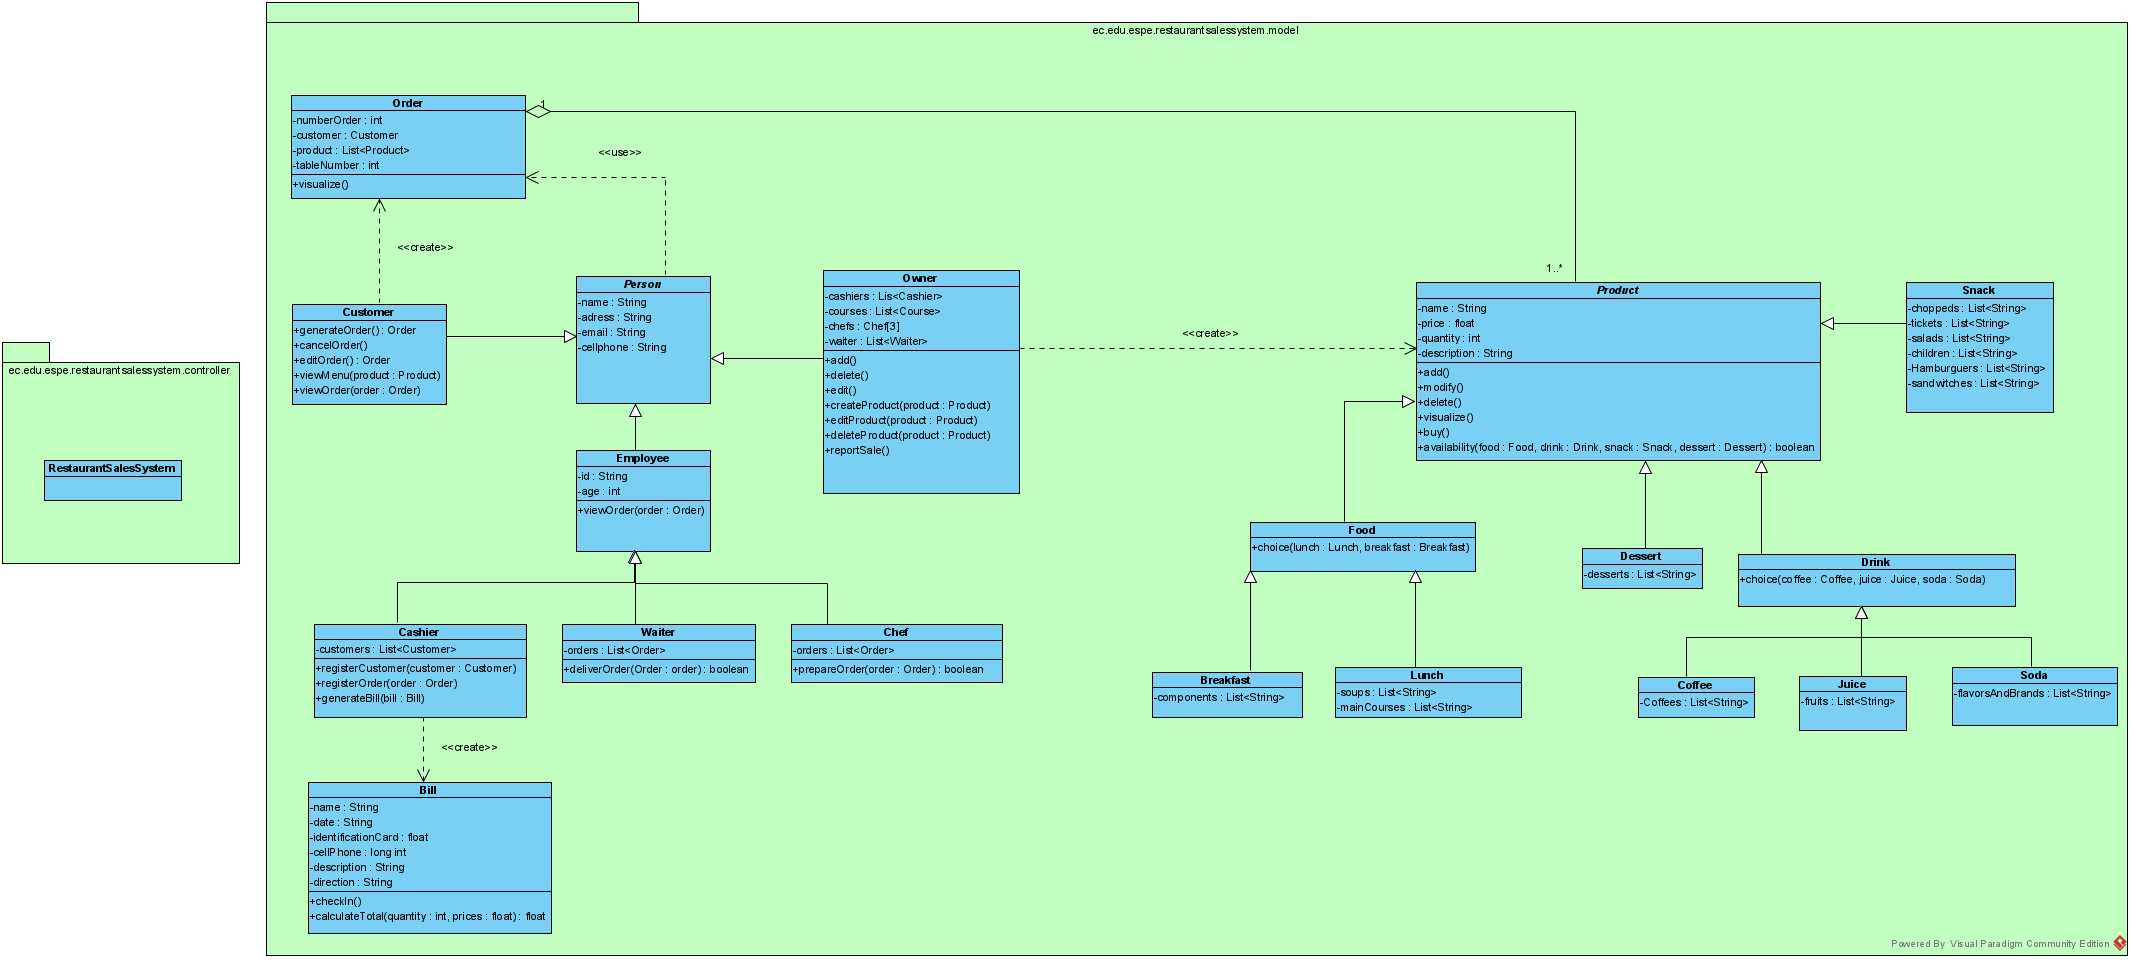 ec.edu.espe.restaurantsalessystem.model
Order
-numberOrder : int
-customer : Customer
-product : List<Product>
-tableNumber : int
+visualize()
1
<<use>>
<<create>>
1..*
Customer
+generateOrder() : Order
+cancelOrder()
+editOrder() : Order
+viewMenu(product : Product)
+viewOrder(order : Order)
Person
-name : String
-adress : String
-email : String
-cellphone : String
Owner
-cashiers : Lis<Cashier>
-courses : List<Course>
-chefs : Chef[3]
-waiter : List<Waiter>
+add()
+delete()
+edit()
+createProduct(product : Product)
+editProduct(product : Product)
+deleteProduct(product : Product)
+reportSale()
<<create>>
Product
-name : String
-price : float
-quantity : int
-description : String
+add()
+modify()
+delete()
+visualize()
+buy()
+availability(food : Food, drink : Drink, snack : Snack, dessert : Dessert) : boolean
Snack
-choppeds : List<String>
-tickets : List<String>
-salads : List<String>
-children : List<String>
-Hamburguers : List<String>
-sandwitches : List<String>
ec.edu.espe.restaurantsalessystem.controller
RestaurantSalesSystem
Employee
-id : String
-age : int
+viewOrder(order : Order)
Food
+choice(lunch : Lunch, breakfast : Breakfast)
Dessert
-desserts : List<String>
Drink
+choice(coffee : Coffee, juice : Juice, soda : Soda)
Cashier
-customers : List<Customer>
+registerCustomer(customer : Customer)
+registerOrder(order : Order)
+generateBill(bill : Bill)
Waiter
-orders : List<Order>
+deliverOrder(Order : order) : boolean
Chef
-orders : List<Order>
+prepareOrder(order : Order) : boolean
Breakfast
-components : List<String>
Lunch
-soups : List<String>
-mainCourses : List<String>
Coffee
-Coffees : List<String>
Juice
-fruits : List<String>
Soda
-flavorsAndBrands : List<String>
<<create>>
Bill
-name : String
-date : String
-identificationCard : float
-cellPhone : long int
-description : String
-direction : String
+checkIn()
+calculateTotal(quantity : int, prices : float) : float
Powered By Visual Paradigm Community Edition